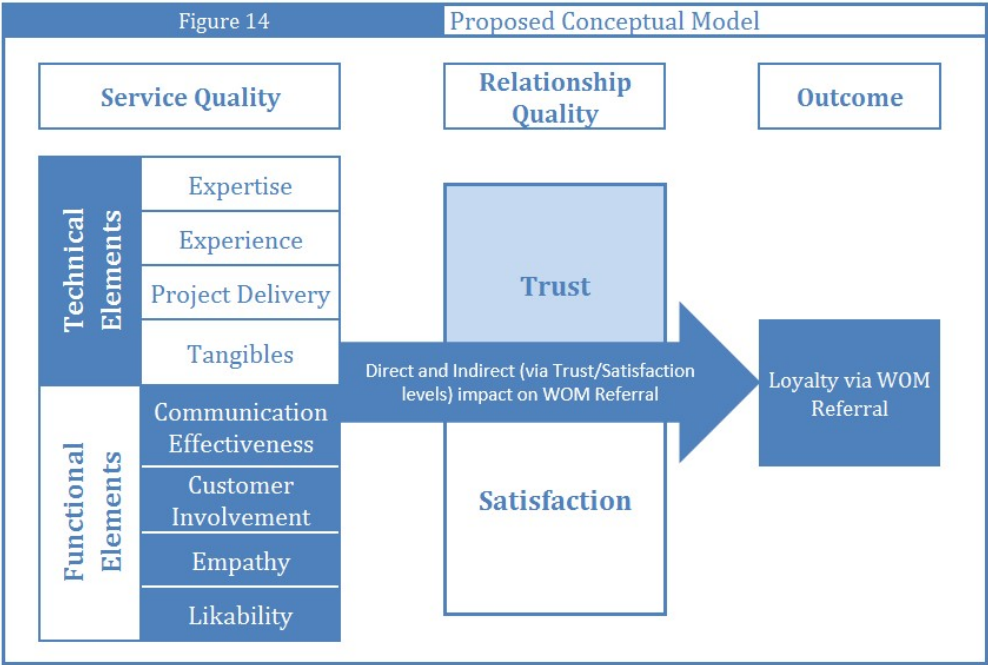 Figure 14
Proposed Conceptual Model
Service Quality
Relationship
Quality
Outcome
Technical
Elements
Expertise
Experience
Project Delivery
Tangibles
Functional
Elements
Communication
Effectiveness
Customer
Involvement
Empathy
Likability
Trust
Direct and Indirect (via Trust/Satisfaction
levels) impact on WOM Referral
Satisfaction
Loyalty via WOM
Referral